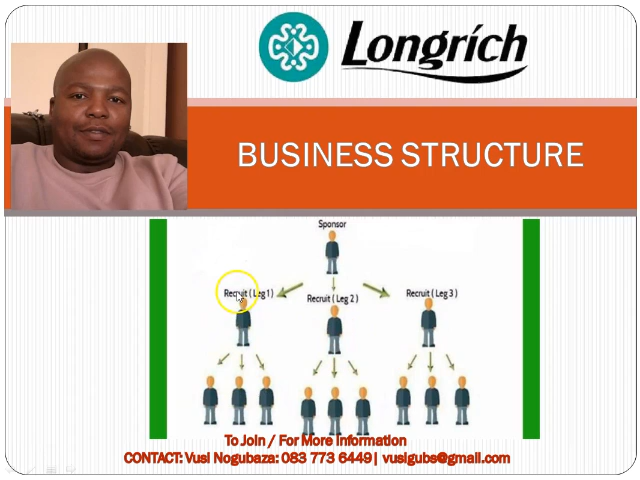 Longrích
BUSINESS STRUCTURE
Sponsor
Recruit ( Leg 1 )
Recruit ( Leg 2 )
Recruit ( Leg 3 )
To Join / For More Information
CONTACT: Vusi Nogubaza: 083 773 6449| vusigubs@gmail.com